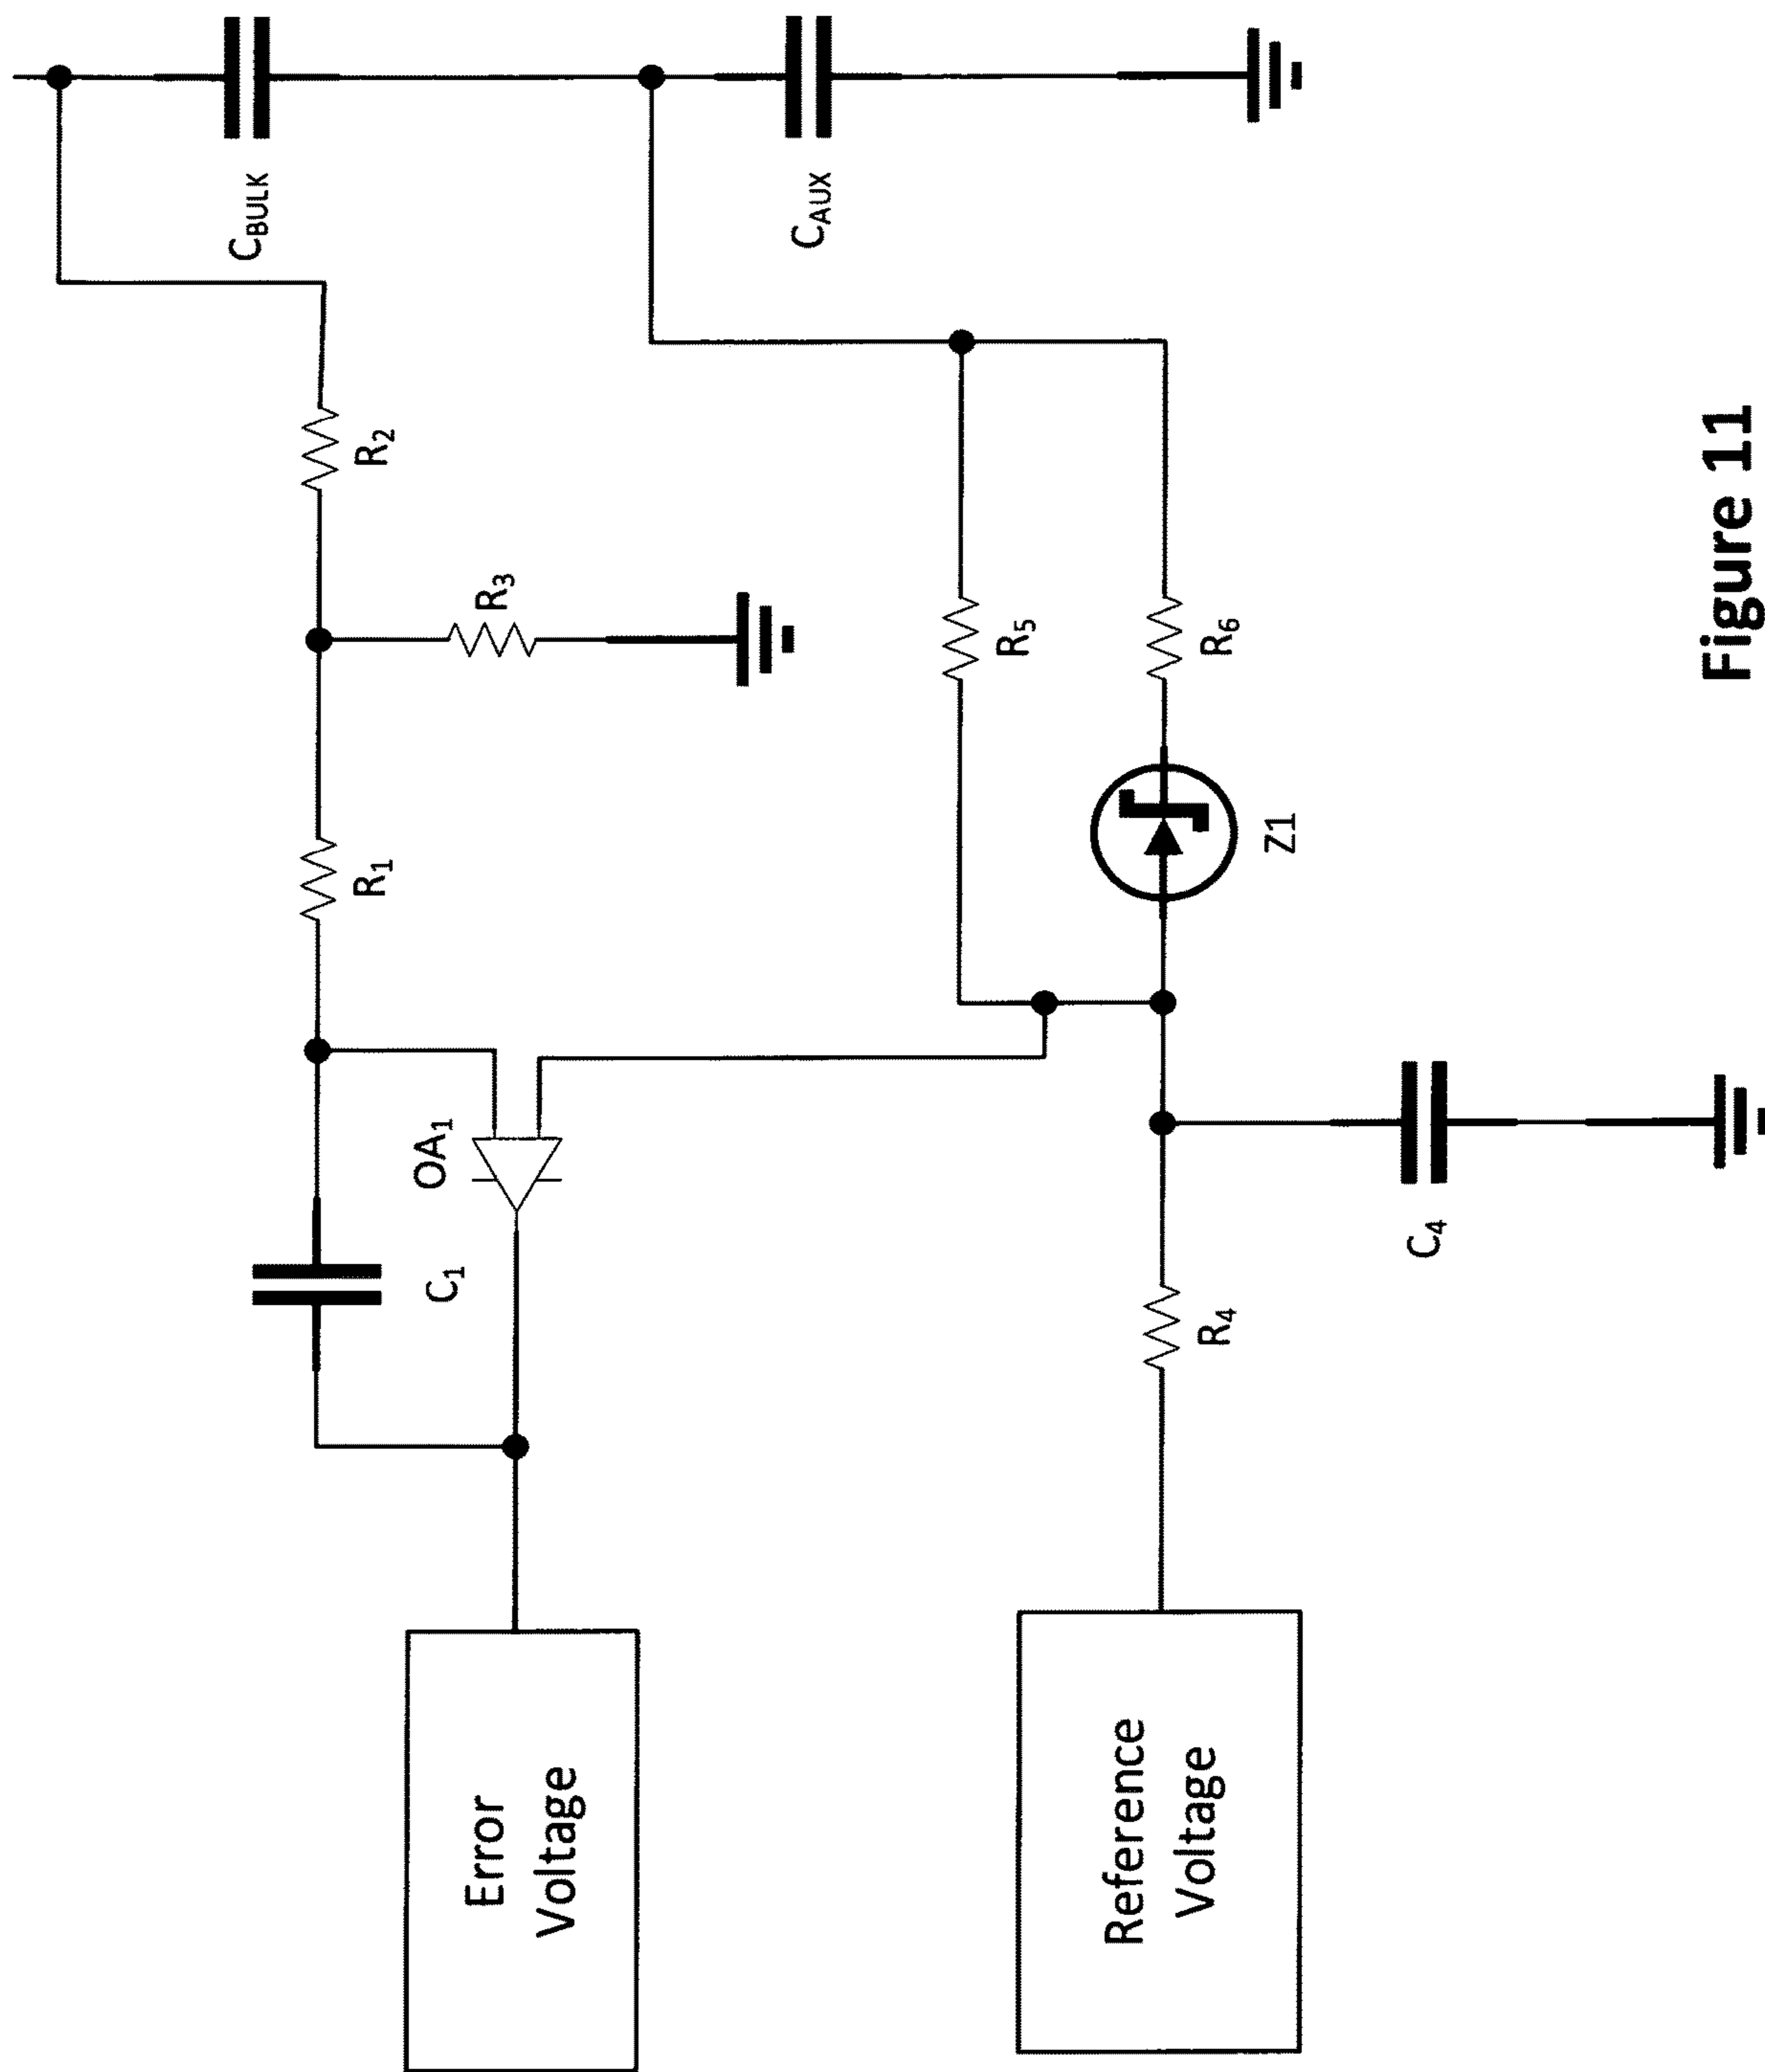 C_BULK
R₂
R₃
R₁
C_AUX
OA₁
C₁
Error
Voltage
R₅
R₆
Z1
R₄
C₄
Reference
Voltage
Figure 11